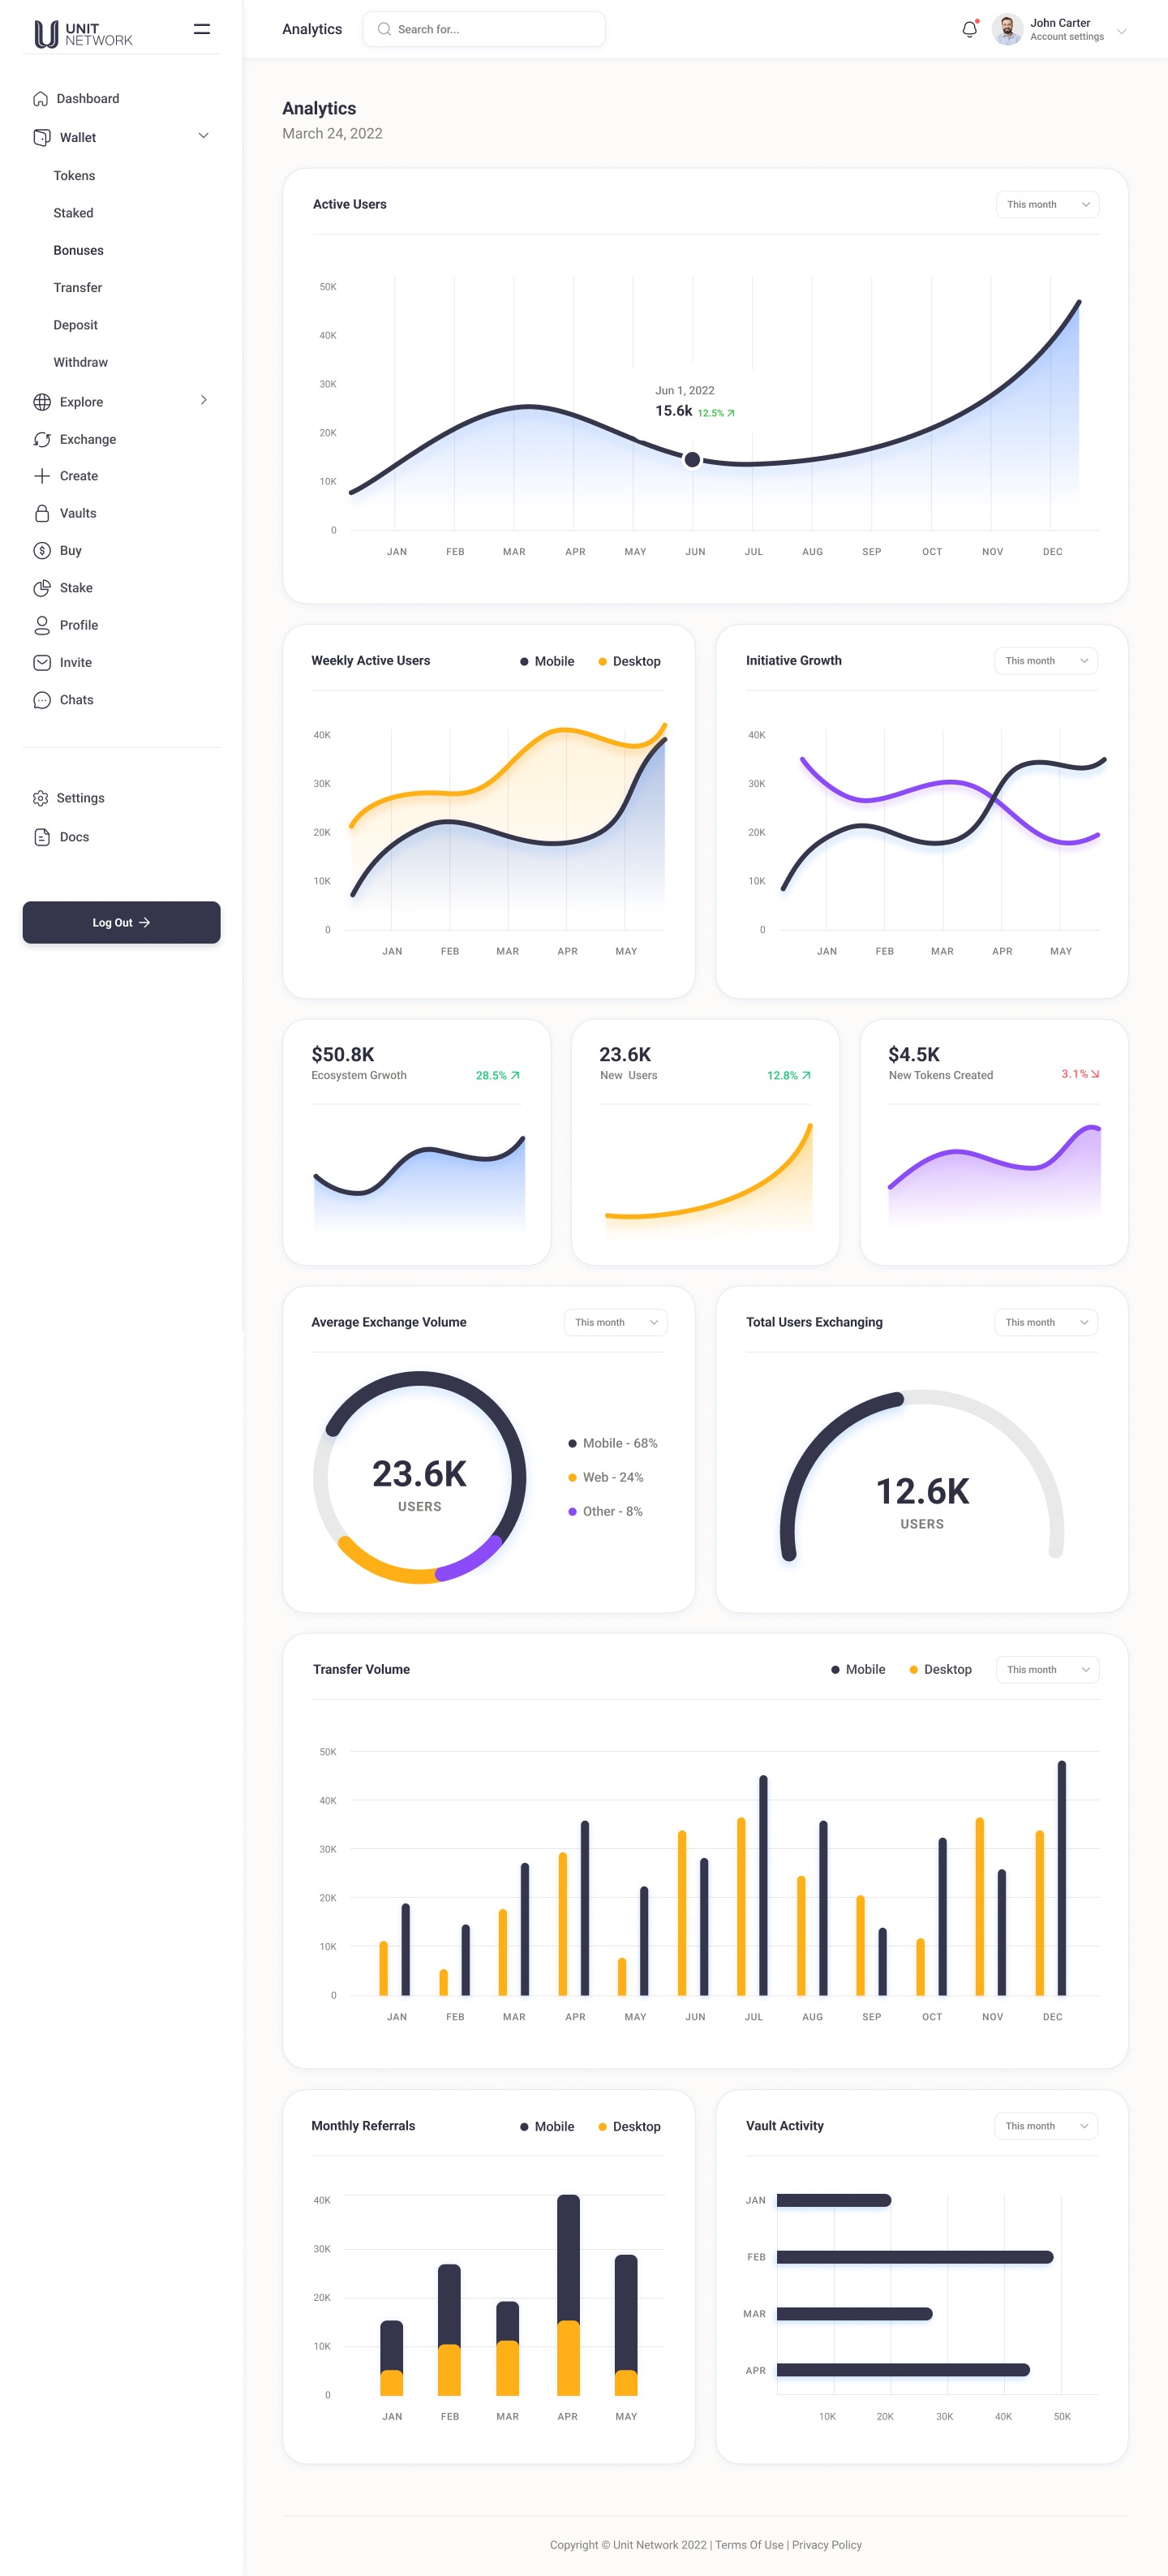 UNIT
NETWORK
Analytics
Search for...
John Carter
Account settings
Dashboard
Wallet
Tokens
Staked
Bonuses
Transfer
Deposit
Withdraw
Explore
Exchange
Create
Vaults
Buy
Stake
Profile
Invite
Chats
Settings
Docs
Log Out
Analytics
March 24, 2022
Active Users
This month
50K
40K
30K
20K
10K
0
Jun 1, 2022
15.6k 12.5%
JAN FEB MAR APR MAY JUN JUL AUG SEP OCT NOV DEC
Weekly Active Users
Mobile Desktop
40K
30K
20K
10K
0
JAN FEB MAR APR MAY
Initiative Growth
This month
40K
30K
20K
10K
0
JAN FEB MAR APR MAY
$50.8K
Ecosystem Grwoth 28.5%
23.6K
New Users 12.8%
$4.5K
New Tokens Created 3.1%
Average Exchange Volume
This month
23.6K
USERS
Mobile - 68%
Web - 24%
Other - 8%
Total Users Exchanging
This month
12.6K
USERS
Transfer Volume
Mobile Desktop
This month
50K
40K
30K
20K
10K
0
JAN FEB MAR APR MAY JUN JUL AUG SEP OCT NOV DEC
Monthly Referrals
Mobile Desktop
40K
30K
20K
10K
0
JAN FEB MAR APR MAY
Vault Activity
This month
JAN
FEB
MAR
APR
10K 20K 30K 40K 50K
Copyright © Unit Network 2022 | Terms Of Use | Privacy Policy